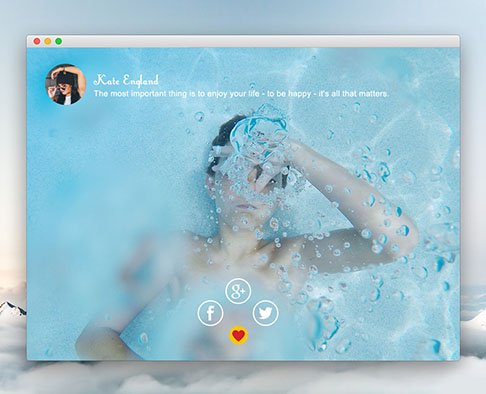 Kate England
The most important thing is to enjoy your life - to be happy - it's all that matters.
g+
f